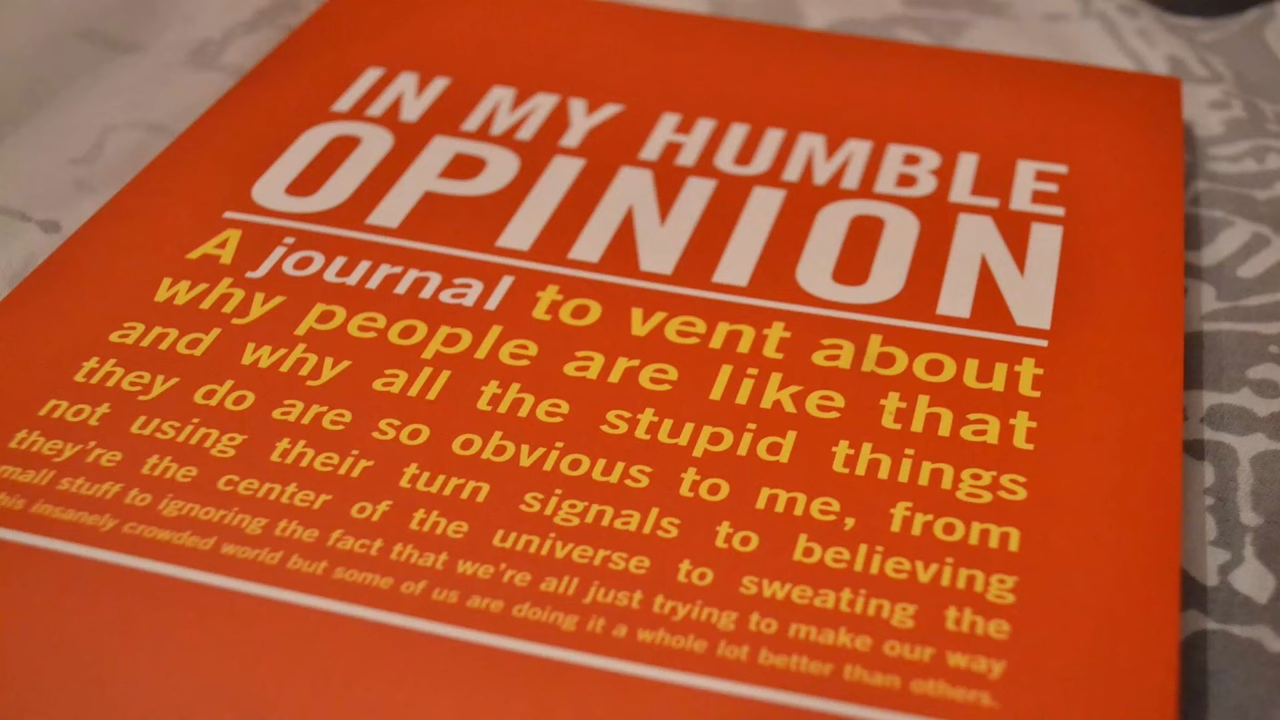 IN MY HUMBLE
OPINION
A journal to vent about
why people are like that
and why all the stupid things
they do are so obvious to me, from
not using their turn signals to believing
they're the center of the universe to sweating the
mall stuff to ignoring the fact that we're all just trying to make our way
his insanely crowded world but some of us are doing it a whole lot better than others.